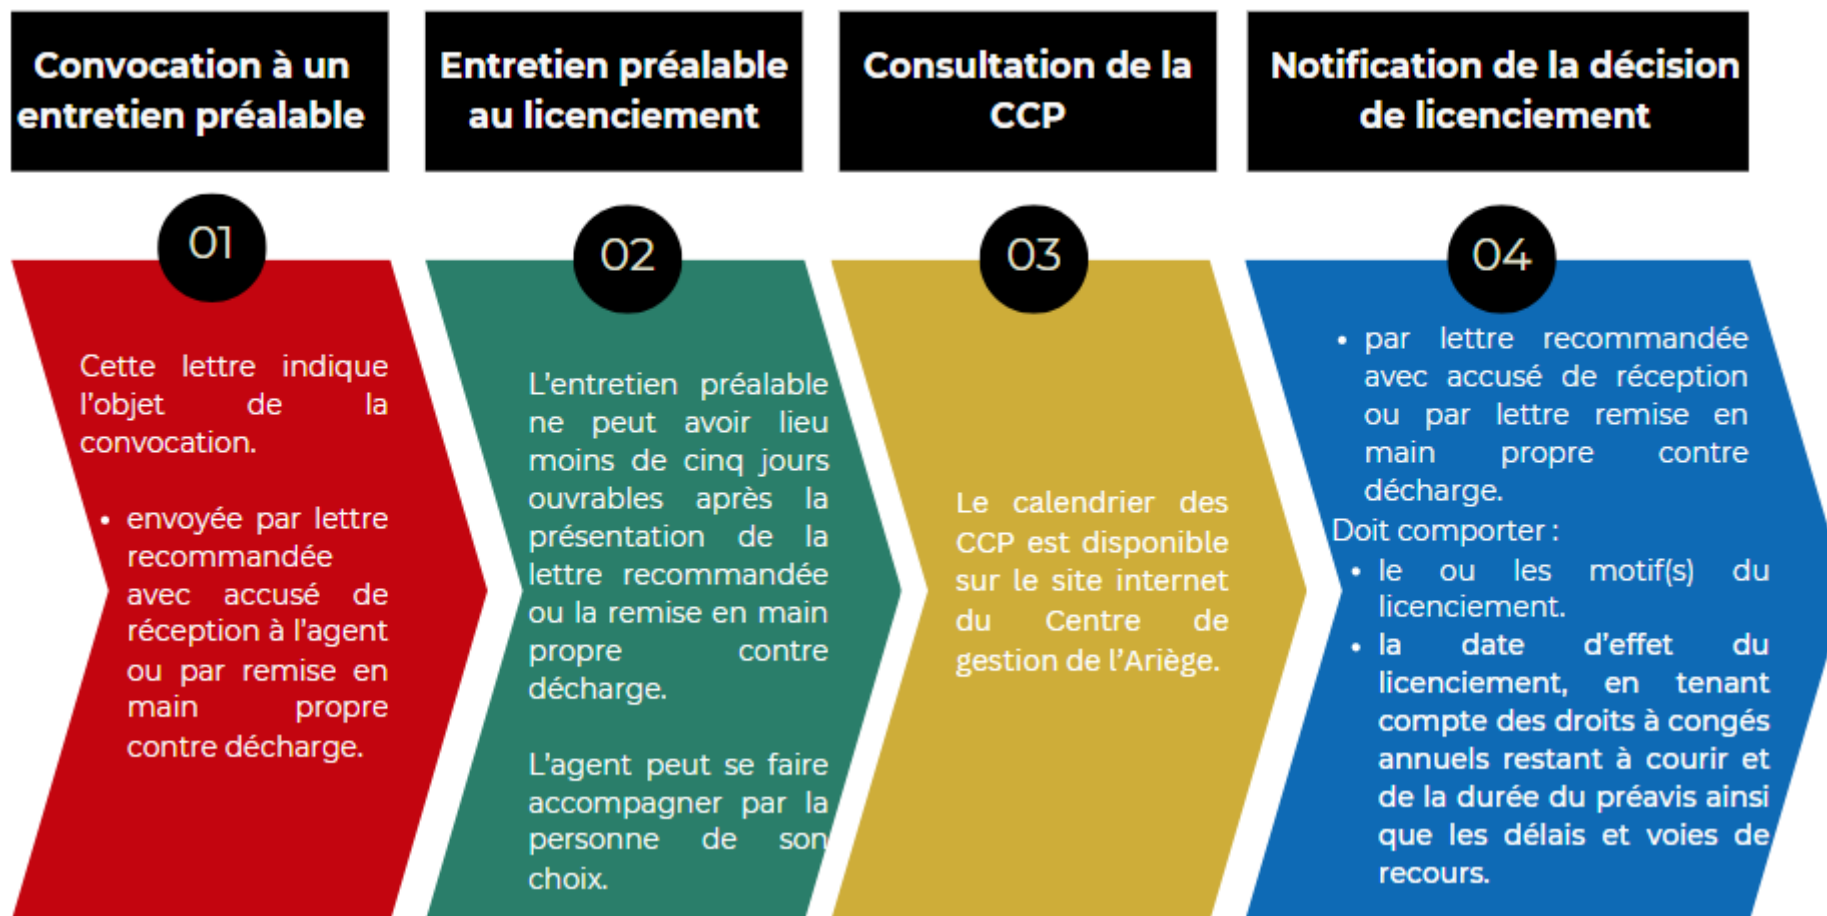 Convocation à un
entretien préalable
Entretien préalable
au licenciement
Consultation de la
CCP
Notification de la décision
de licenciement
01
Cette lettre indique
l'objet de la
convocation.
• envoyée par lettre
recommandée
avec accusé de
réception à l'agent
ou par remise en
main propre
contre décharge.
02
L'entretien préalable
ne peut avoir lieu
moins de cinq jours
ouvrables après la
présentation de la
lettre recommandée
ou la remise en main
propre contre
décharge.
L'agent peut se faire
accompagner par la
personne de son
choix.
03
Le calendrier des
CCP est disponible
sur le site internet
du Centre de
gestion de l'Ariège.
04
• par lettre recommandée
avec accusé de réception
ou par lettre remise en
main propre contre
décharge.
Doit comporter :
• le ou les motif(s) du
licenciement.
• la date d'effet du
licenciement, en tenant
compte des droits à congés
annuels restant à courir et
de la durée du préavis ainsi
que les délais et voies de
recours.